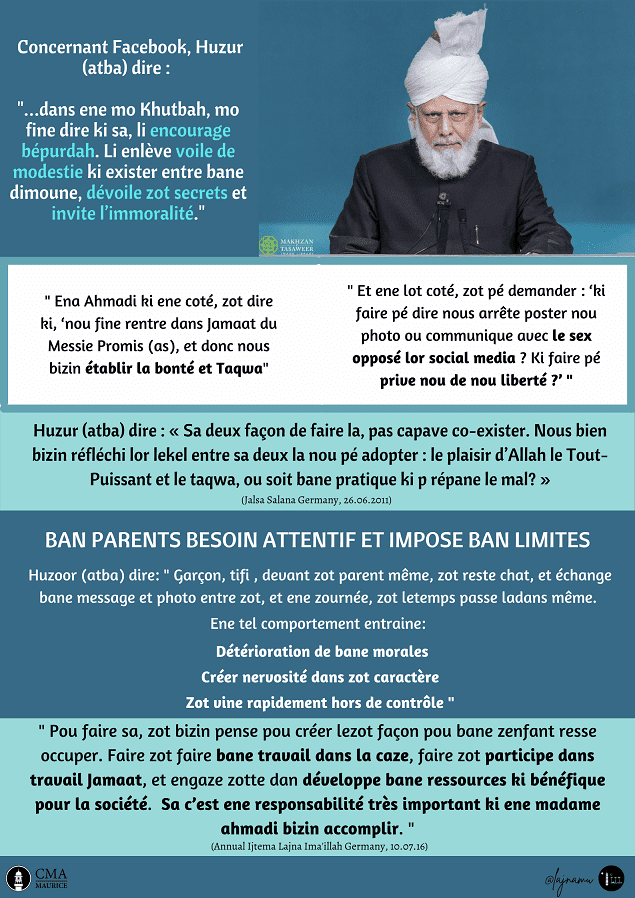 Concernant Facebook, Huzur
(atba) dire :
"...dans ene mo Khutbah, mo
fine dire ki sa, li encourage
bépurdah. Li enlève voile de
modestie ki exister entre bane
dimoune, dévoile zot secrets et
invite l'immoralité."
MAKHZAN
TASAWEER
" Ena Ahmadi ki ene coté, zot dire
ki, 'nou fine rentre dans Jamaat du
Messie Promis (as), et donc nous
bizin établir la bonté et Taqwa"
" Et ene lot coté, zot pé demander : 'ki
faire pé dire nous arrête poster nou
photo ou communique avec le sex
opposé lor social media ? Ki faire pé
prive nou de nou liberté ?' "
Huzur (atba) dire : « Sa deux façon de faire la, pas capave co-exister. Nous bien
bizin réfléchi lor lekel entre sa deux la nou pé adopter : le plaisir d'Allah le Tout-
Puissant et le taqwa, ou soit bane pratique ki p répane le mal? »
(Jalsa Salana Germany, 26.06.2011)
BAN PARENTS BESOIN ATTENTIF ET IMPOSE BAN LIMITES
Huzoor (atba) dire: " Garçon, tifi , devant zot parent même, zot reste chat, et échange
bane message et photo entre zot, et ene zournée, zot letemps passe ladans même.
Ene tel comportement entraine:
Détérioration de bane morales
Créer nervosité dans zot caractère
Zot vine rapidement hors de contrôle "
" Pou faire sa, zot bizin pense pou créer lezot façon pou bane zenfant resse
occuper. Faire zot faire bane travail dans la caze, faire zot participe dans
travail Jamaat, et engaze zotte dan développe bane ressources ki bénéfique
pour la société. Sa c'est ene responsabilité très important ki ene madame
ahmadi bizin accomplir. "
(Annual Ijtema Lajna Ima'illah Germany, 10.07.16)
CMA
MAURICE
@lajnamu